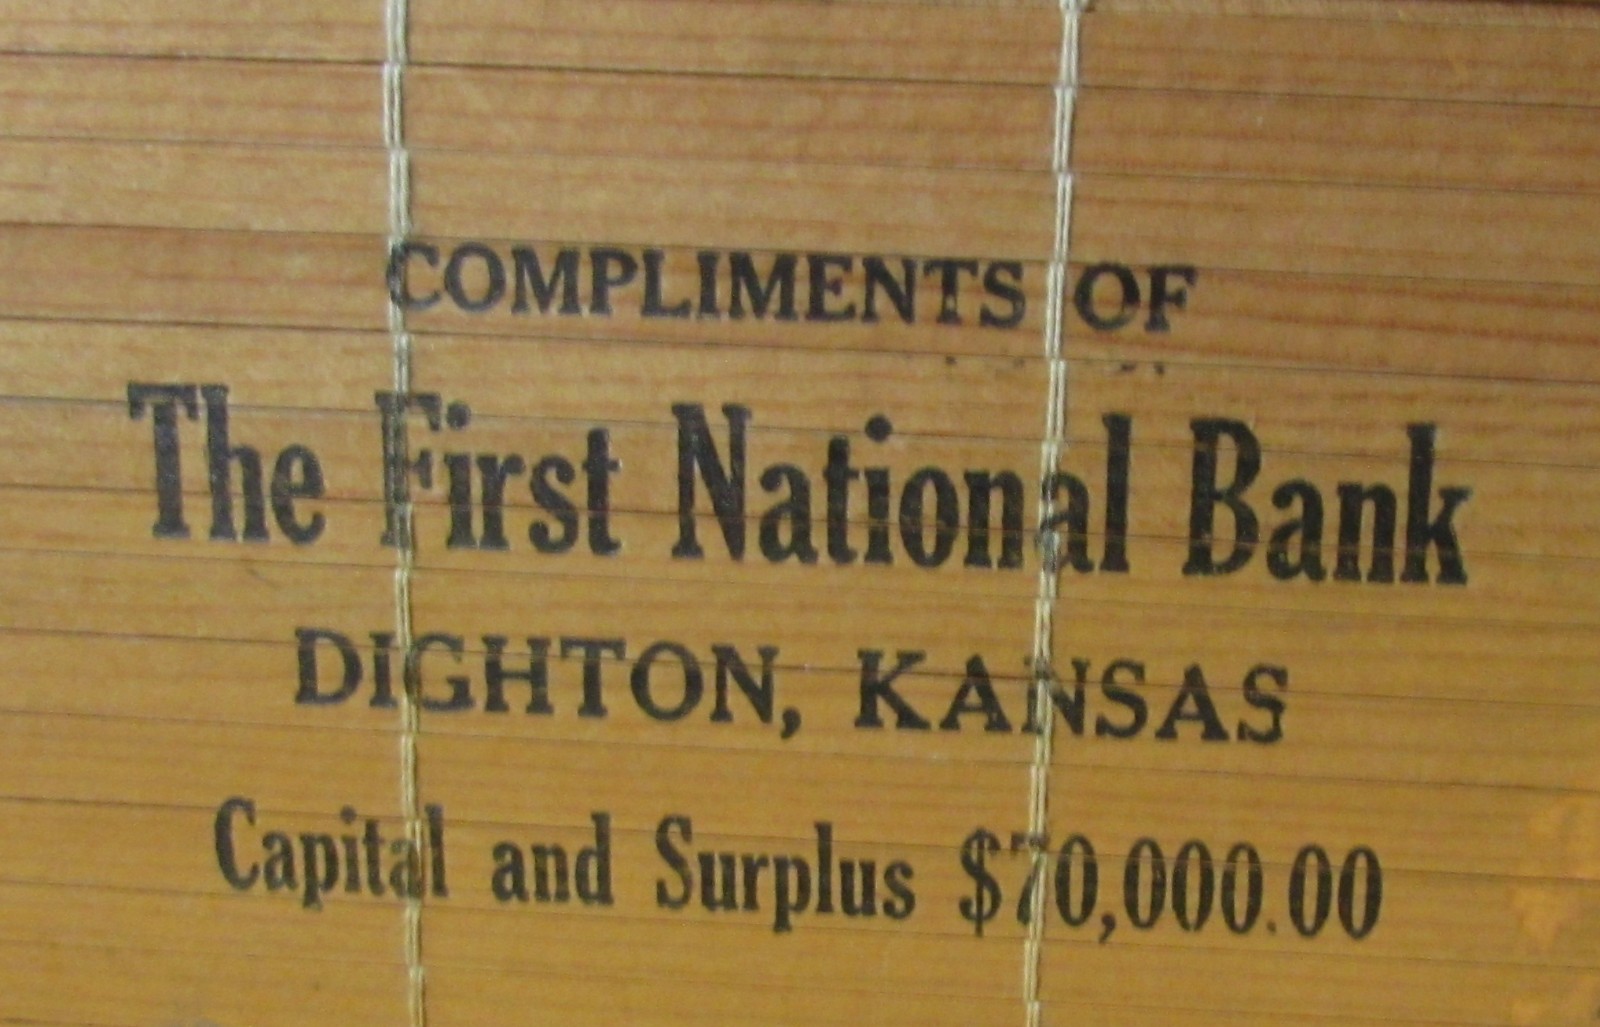 COMPLIMENTS OF
The First National Bank
DIGHTON, KANSAS
Capital and Surplus $70,000.00